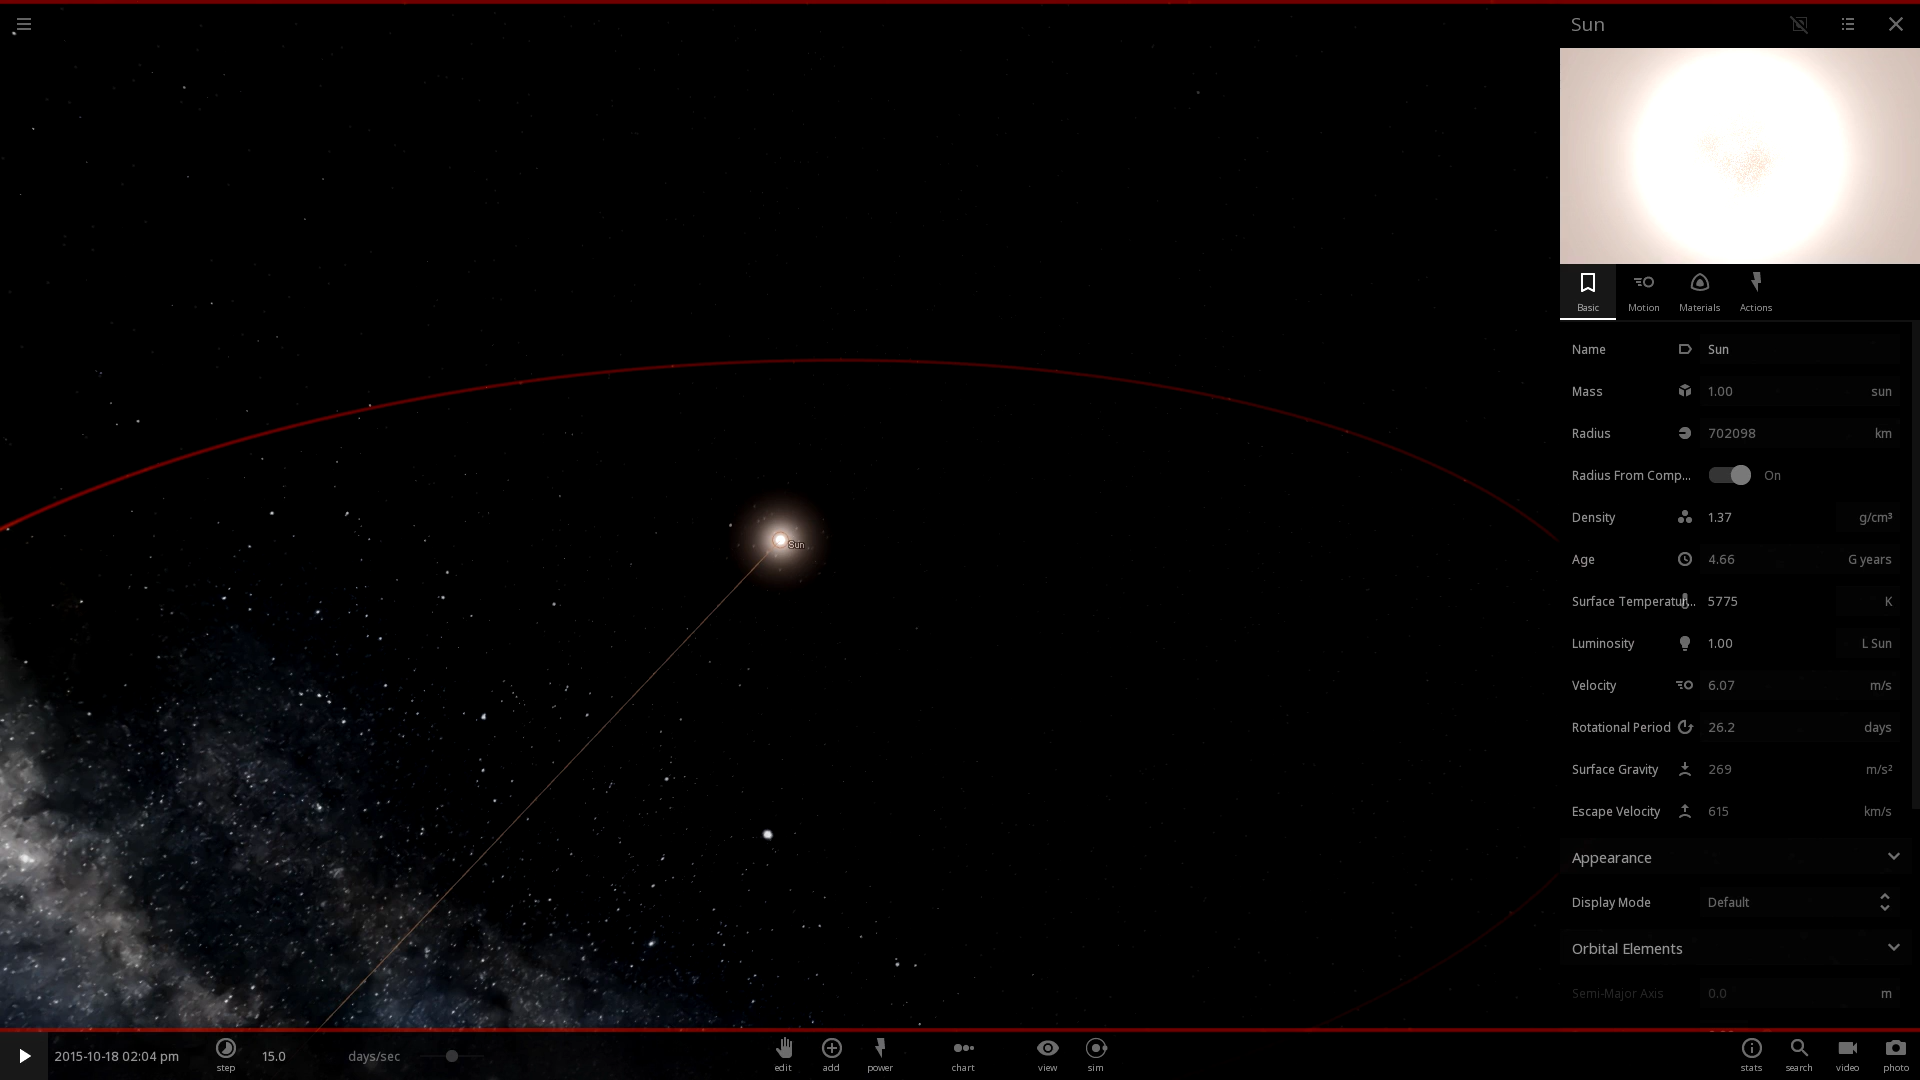 Sun
Sun
Basic
Motion
Materials
Actions
Name Sun
Mass 1.00 sun
Radius 702098 km
Radius From Comp... On
Density 1.37 g/cm³
Age 4.66 G years
Surface Temperatur... 5775 K
Luminosity 1.00 L Sun
Velocity 6.07 m/s
Rotational Period 26.2 days
Surface Gravity 269 m/s²
Escape Velocity 615 km/s
Appearance
Display Mode Default
Orbital Elements
Semi-Major Axis 0.0 m
2015-10-18 02:04 pm
step
15.0
days/sec
edit
add
power
chart
view
sim
stats
search
video
photo